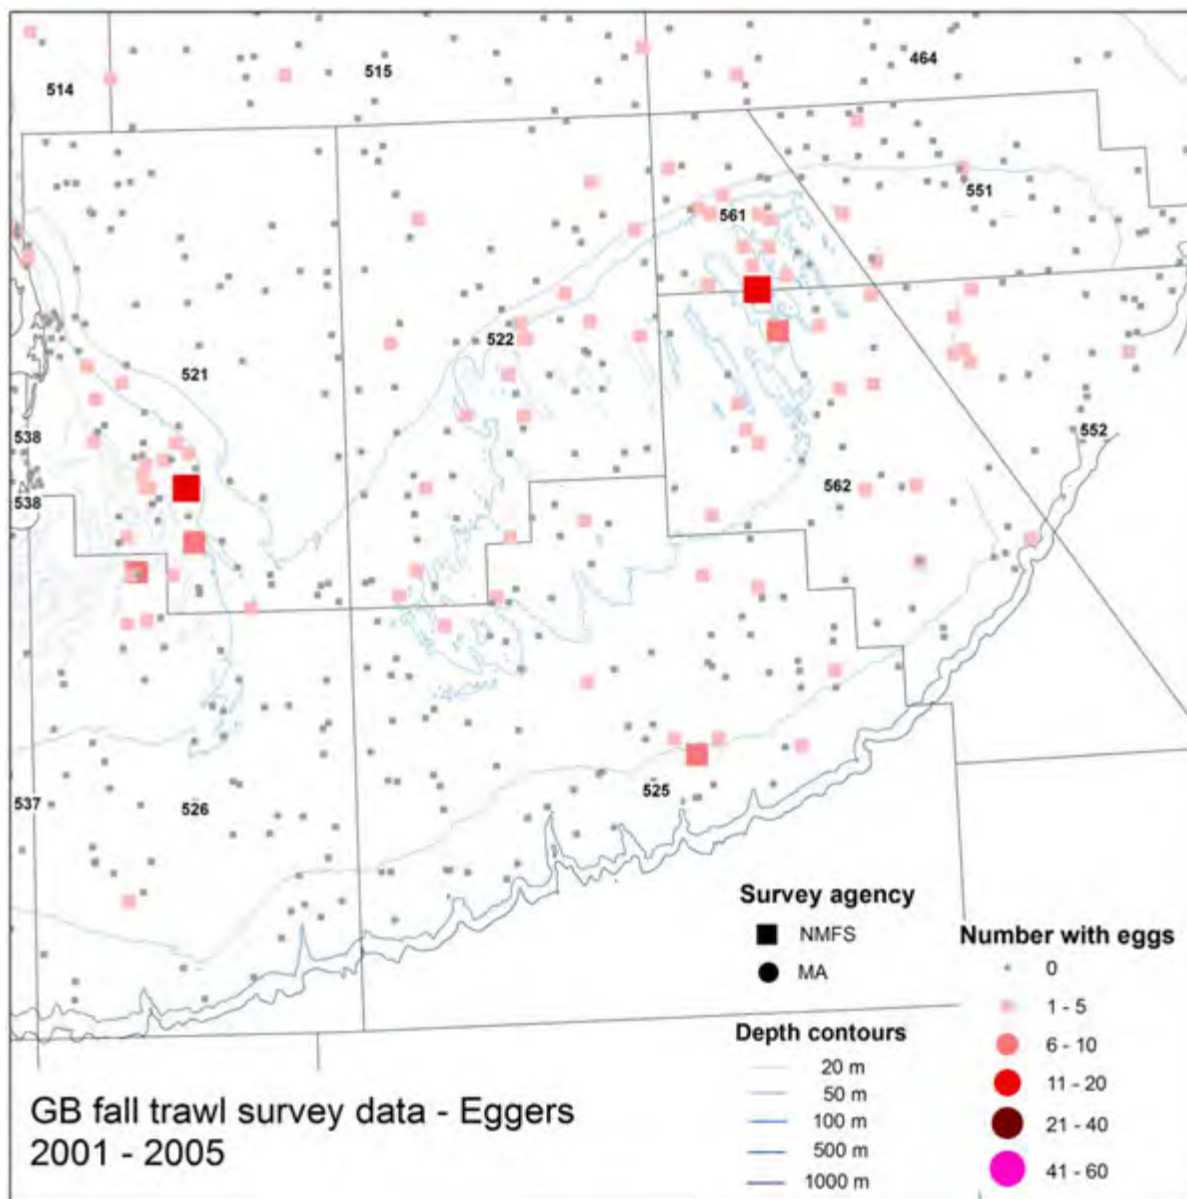 514
515
464
551
561
522
521
538
552
538
562
525
537
526
Survey agency
NMFS
MA
Number with eggs
0
1 - 5
6 - 10
11 - 20
21 - 40
41 - 60
Depth contours
20 m
50 m
100 m
500 m
1000 m
GB fall trawl survey data - Eggers
2001 - 2005